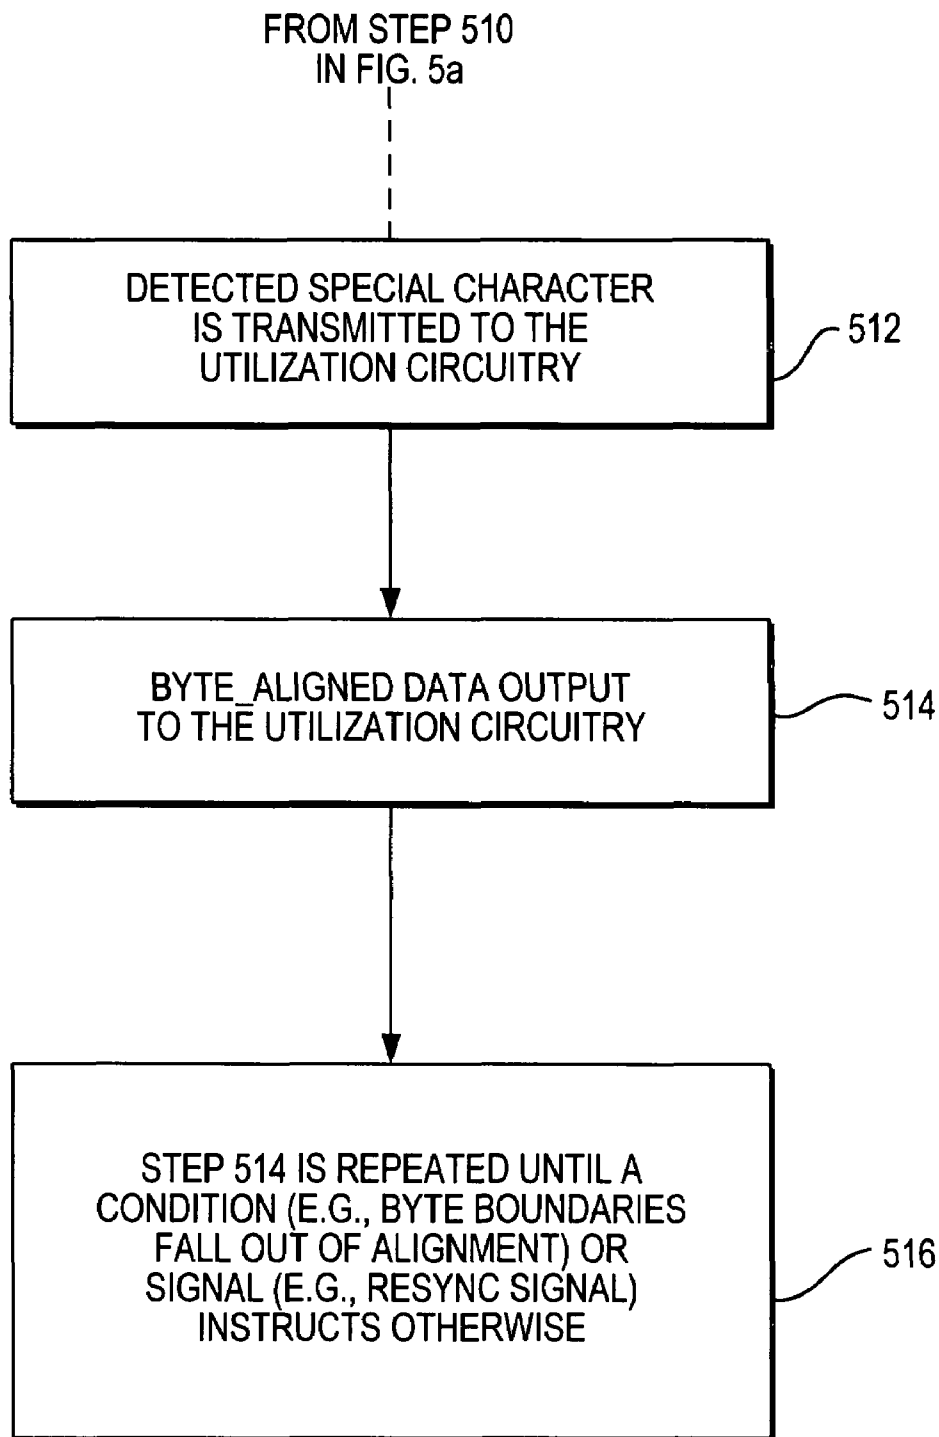 FROM STEP 510
IN FIG. 5a
DETECTED SPECIAL CHARACTER
IS TRANSMITTED TO THE
UTILIZATION CIRCUITRY
512
BYTE_ALIGNED DATA OUTPUT
TO THE UTILIZATION CIRCUITRY
514
STEP 514 IS REPEATED UNTIL A
CONDITION (E.G., BYTE BOUNDARIES
FALL OUT OF ALIGNMENT) OR
SIGNAL (E.G., RESYNC SIGNAL)
INSTRUCTS OTHERWISE
516